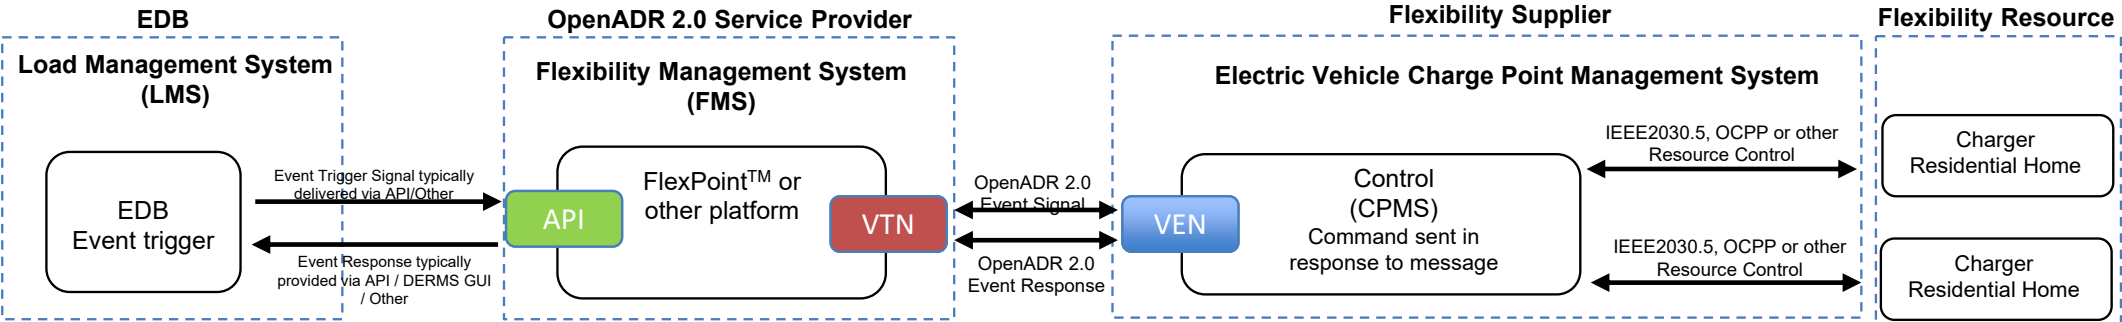 EDB
Load Management System
(LMS)
EDB
Event trigger
Event Trigger Signal typically
delivered via API/Other
Event Response typically
provided via API / DERMS GUI
/ Other
OpenADR 2.0 Service Provider
Flexibility Management System
(FMS)
API
FlexPoint™ or
other platform
VTN
OpenADR 2.0
Event Signal
OpenADR 2.0
Event Response
Flexibility Supplier
Electric Vehicle Charge Point Management System
VEN
Control
(CPMS)
Command sent in
response to message
IEEE2030.5, OCPP or other
Resource Control
IEEE2030.5, OCPP or other
Resource Control
Flexibility Resource
Charger
Residential Home
Charger
Residential Home